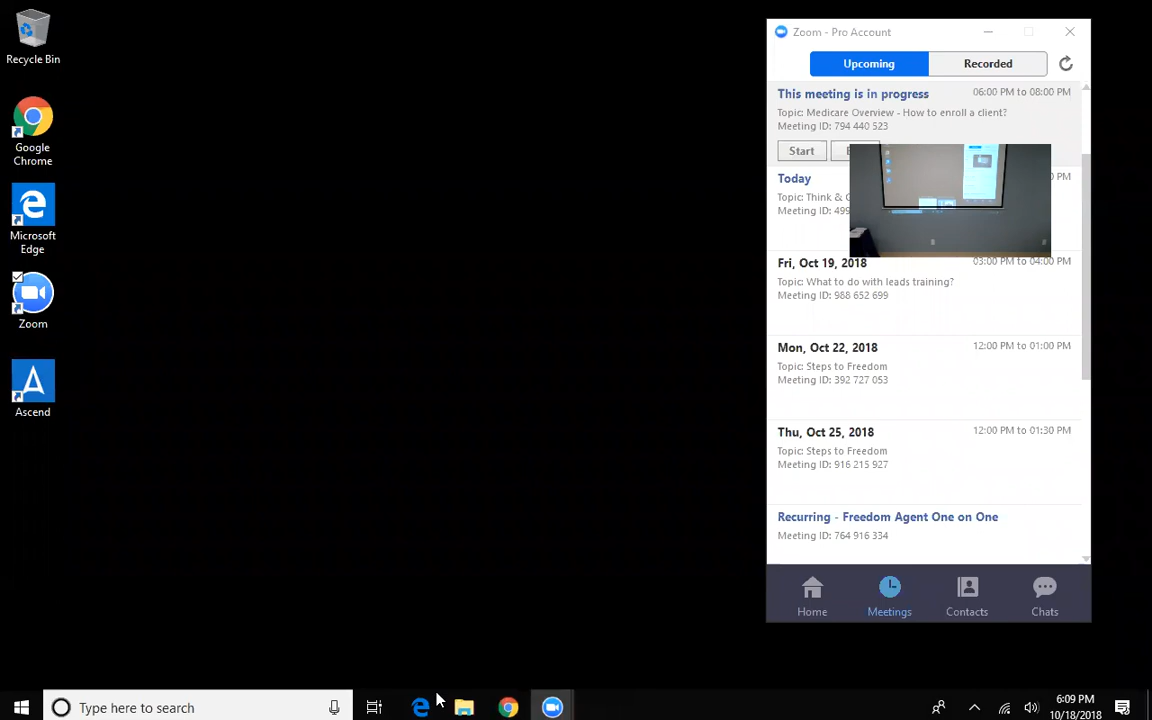 Recycle Bin
Google
Chrome
Microsoft
Edge
Zoom
Ascend
Zoom - Pro Account
Upcoming
Recorded
This meeting is in progress
06:00 PM to 08:00 PM
Topic: Medicare Overview - How to enroll a client?
Meeting ID: 794 440 523
Start
Today
PM
Topic: Think &
Meeting ID: 499
Fri, Oct 19, 2018
03:00 PM to 04:00 PM
Topic: What to do with leads training?
Meeting ID: 988 652 699
Mon, Oct 22, 2018
12:00 PM to 01:00 PM
Topic: Steps to Freedom
Meeting ID: 392 727 053
Thu, Oct 25, 2018
12:00 PM to 01:30 PM
Topic: Steps to Freedom
Meeting ID: 916 215 927
Recurring - Freedom Agent One on One
Meeting ID: 764 916 334
Home
Meetings
Contacts
Chats
Type here to search
6:09 PM
10/18/2018